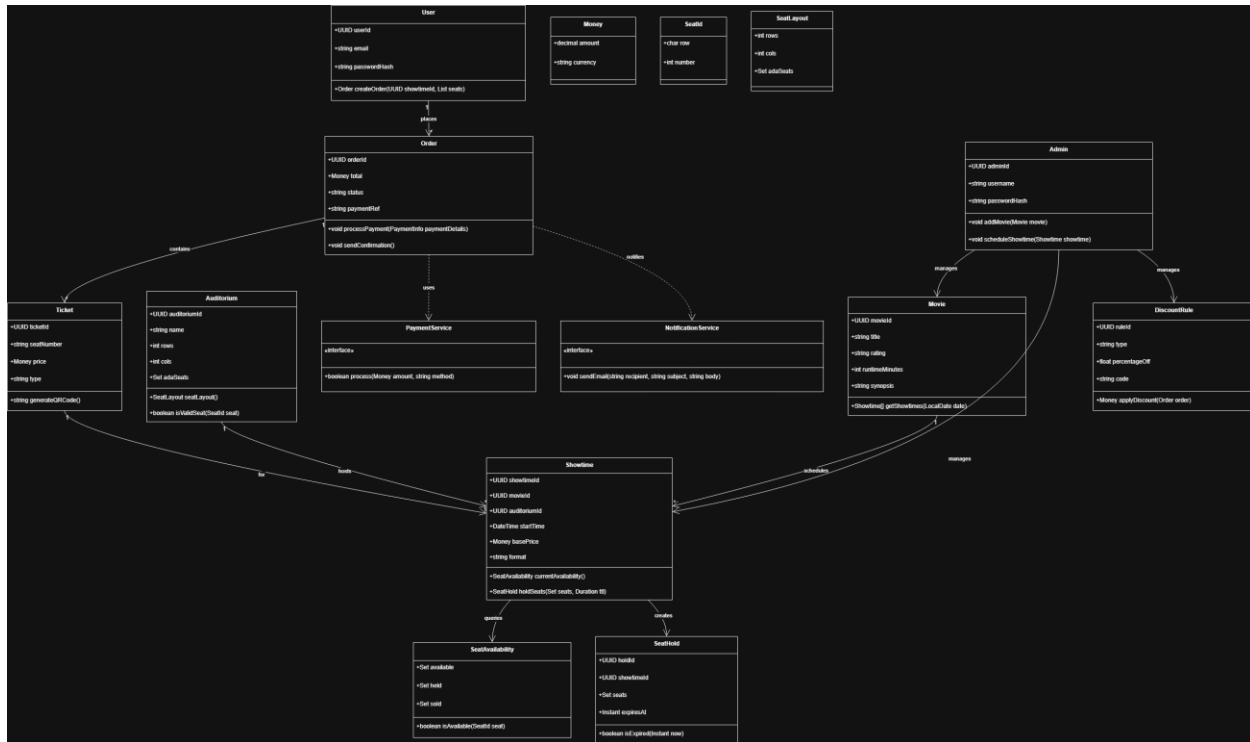 User
+UUID userId
+string email
+string passwordHash
+Order createOrder(UUID showtimeId, List seats)
Money
+decimal amount
+string currency
SeatId
+char row
+int number
SeatLayout
+int rows
+int cols
+Set adaSeats
1
places
*
Order
+UUID orderId
+Money total
+string status
+string paymentRef
+void processPayment(PaymentInfo paymentDetails)
+void sendConfirmation()
Admin
+UUID adminId
+string username
+string passwordHash
+void addMovie(Movie movie)
+void scheduleShowtime(Showtime showtime)
1
contains
*
uses
notifies
manages
manages
Ticket
+UUID ticketId
+string seatNumber
+Money price
+string type
+string generateQRCode()
Auditorium
+UUID auditoriumId
+string name
+int rows
+int cols
+Set adaSeats
+SeatLayout seatLayout()
+boolean isValidSeat(SeatId seat)
PaymentService
«interface»
+boolean process(Money amount, string method)
NotificationService
«interface»
+void sendEmail(string recipient, string subject, string body)
Movie
+UUID movieId
+string title
+string rating
+int runtimeMinutes
+string synopsis
+Showtime[] getShowtimes(LocalDate date)
DiscountRule
+UUID ruleId
+string type
+float percentageOff
+string code
+Money applyDiscount(Order order)
1
1
1
for
hosts
schedules
manages
Showtime
+UUID showtimeId
+UUID movieId
+UUID auditoriumId
+DateTime startTime
+Money basePrice
+string format
+SeatAvailability currentAvailability()
+SeatHold holdSeats(Set seats, Duration ttl)
queries
creates
SeatAvailability
+Set available
+Set held
+Set sold
+boolean isAvailable(SeatId seat)
SeatHold
+UUID holdId
+UUID showtimeId
+Set seats
+Instant expiresAt
+boolean isExpired(Instant now)